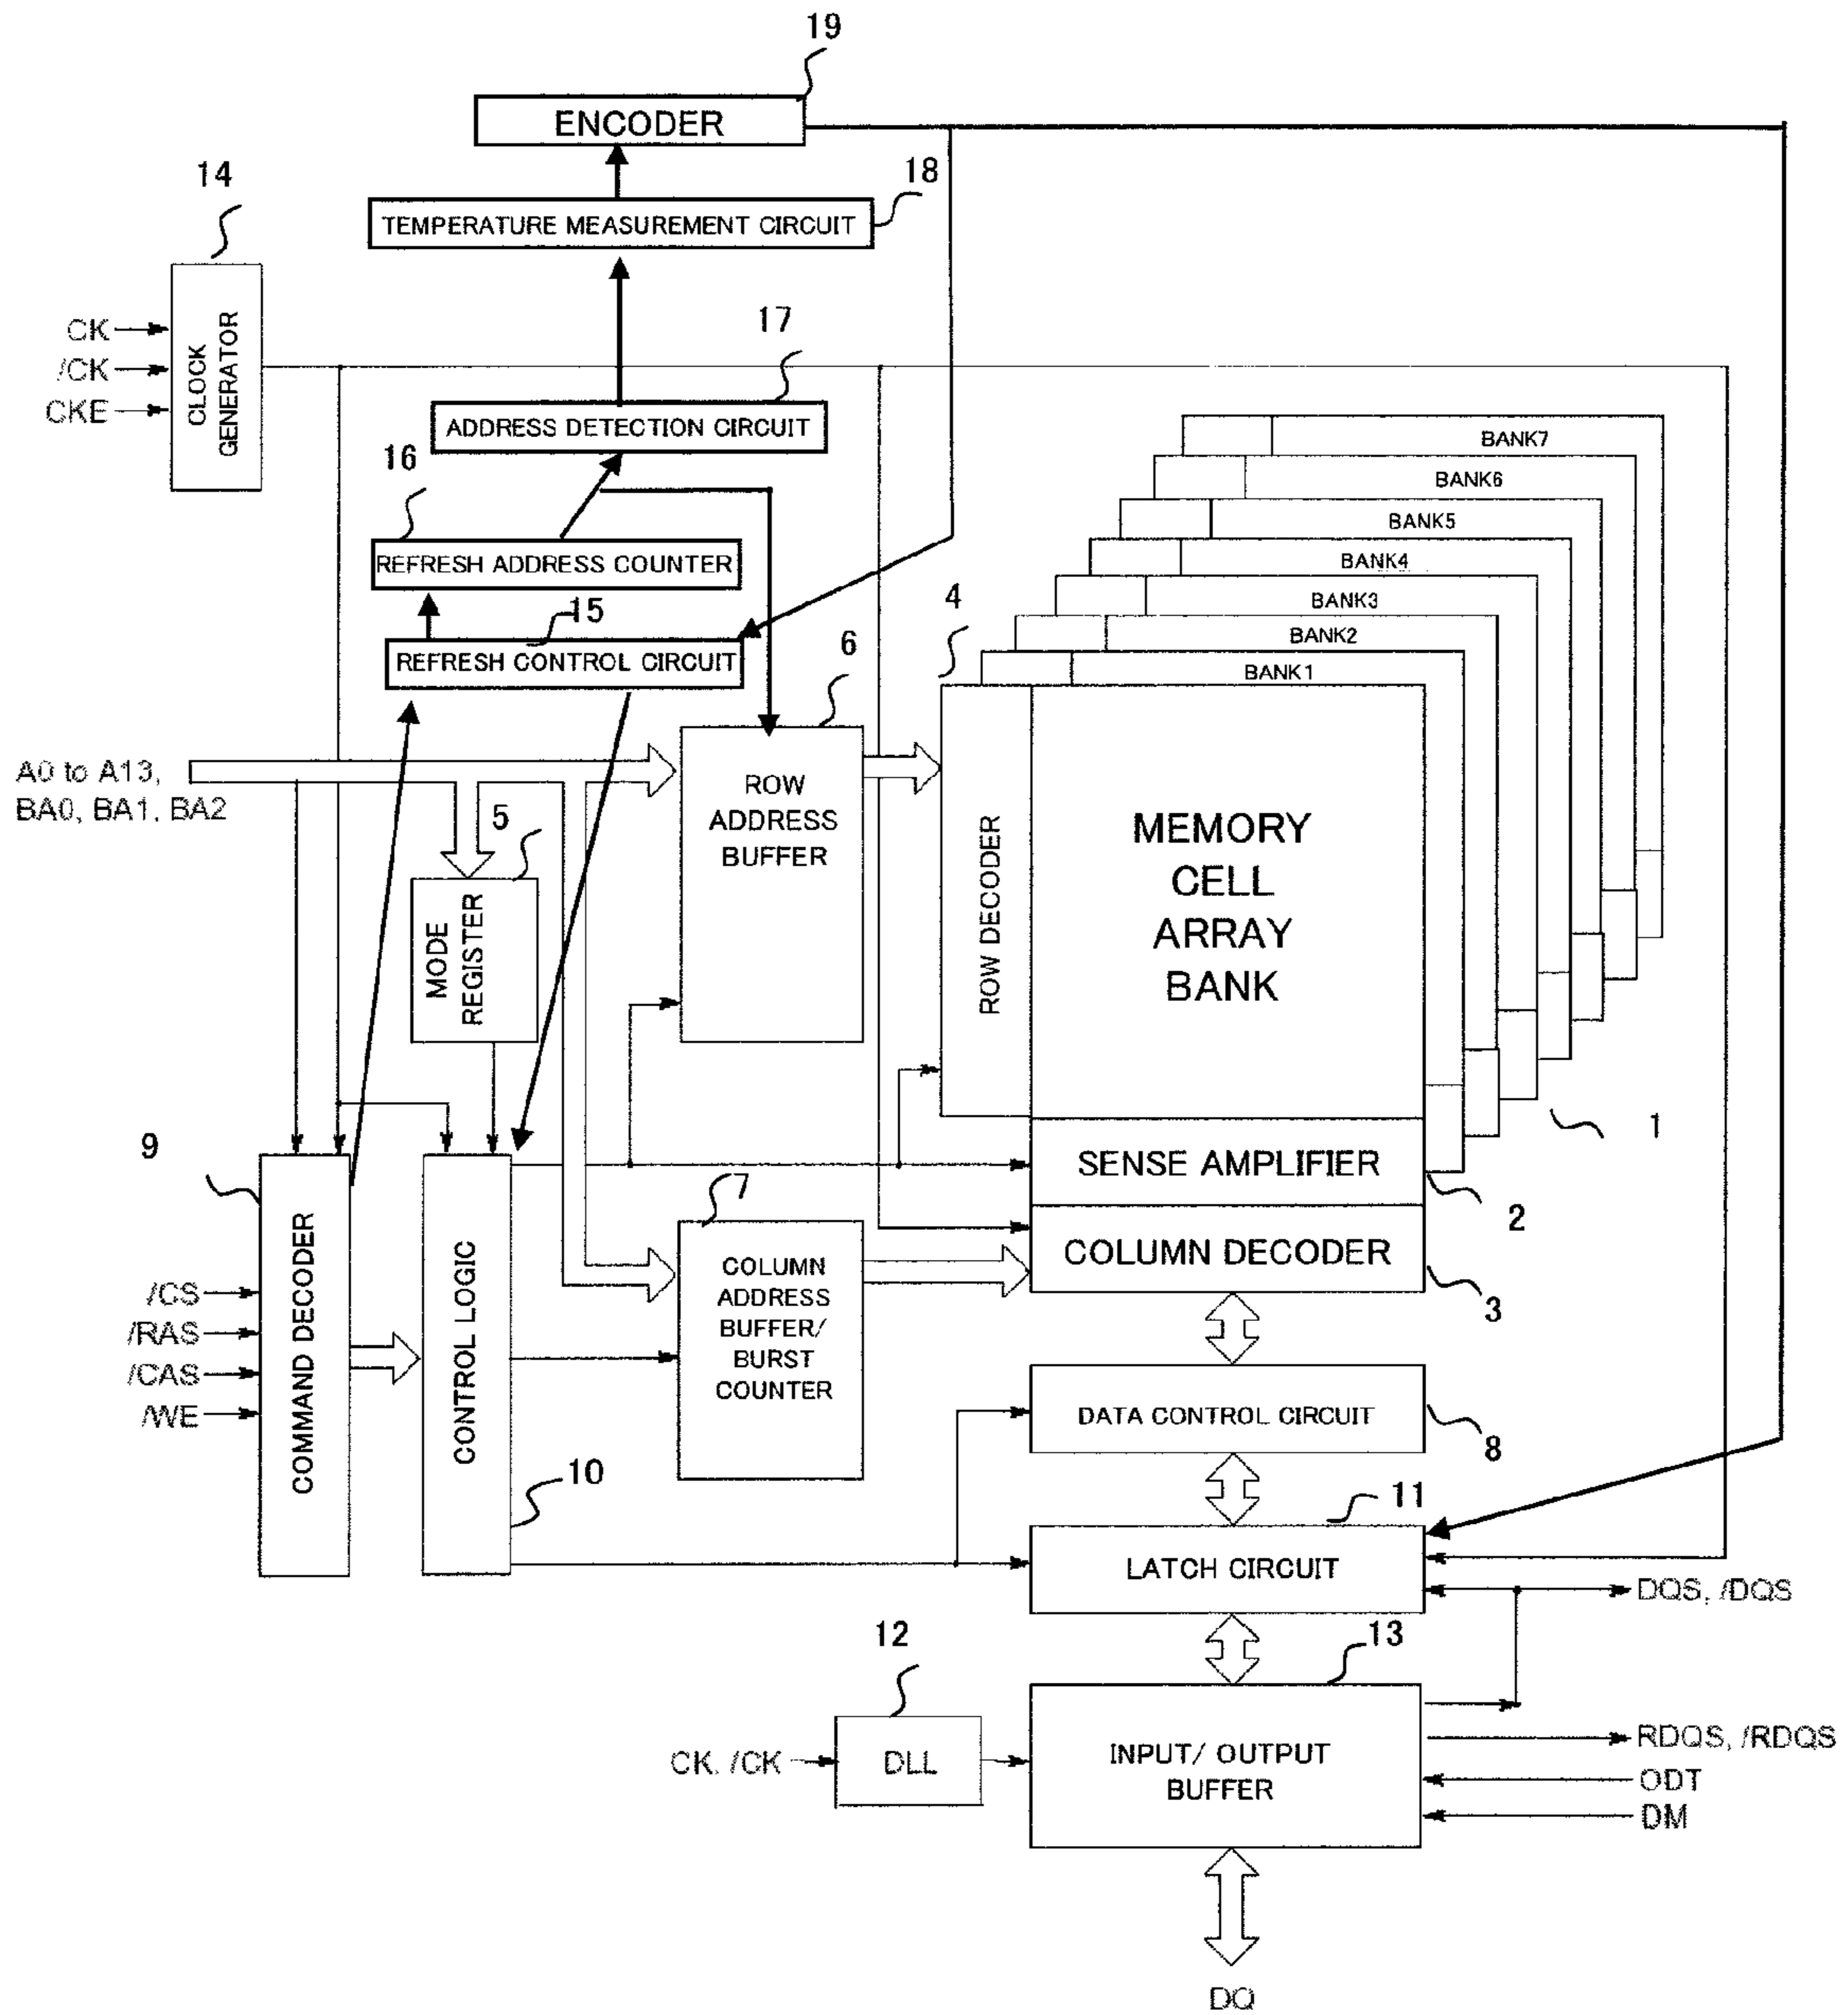 19
ENCODER
14
18
TEMPERATURE MEASUREMENT CIRCUIT
CK
/CK
CKE
CLOCK
GENERATOR
17
ADDRESS DETECTION CIRCUIT
16
REFRESH ADDRESS COUNTER
15
REFRESH CONTROL CIRCUIT
BANK7
BANK6
BANK5
BANK4
BANK3
BANK2
BANK1
4
6
A0 to A13,
BA0, BA1, BA2
5
MODE
REGISTER
ROW
ADDRESS
BUFFER
ROW DECODER
MEMORY
CELL
ARRAY
BANK
1
9
SENSE AMPLIFIER
2
7
COLUMN DECODER
3
/CS
/RAS
/CAS
/WE
COMMAND DECODER
CONTROL LOGIC
10
COLUMN
ADDRESS
BUFFER/
BURST
COUNTER
DATA CONTROL CIRCUIT
8
11
LATCH CIRCUIT
DQS, /DQS
12
13
CK, /CK
DLL
INPUT/ OUTPUT
BUFFER
RDQS, /RDQS
ODT
DM
DQ